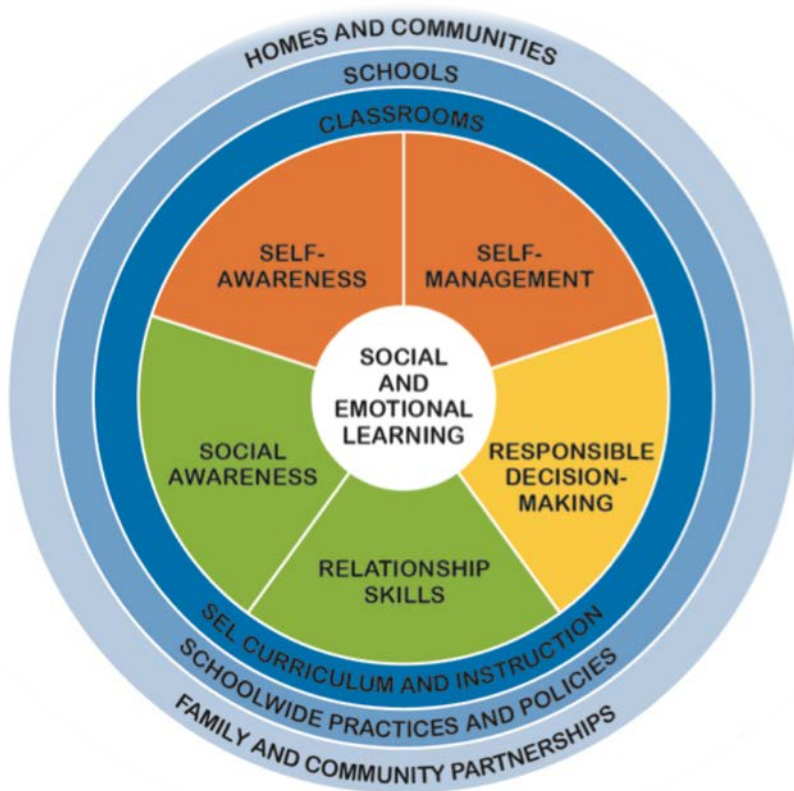 HOMES AND COMMUNITIES
SCHOOLS
CLASSROOMS
SELF-
AWARENESS
SELF-
MANAGEMENT
SOCIAL
AND
EMOTIONAL
LEARNING
SOCIAL
AWARENESS
RESPONSIBLE
DECISION-
MAKING
RELATIONSHIP
SKILLS
SEL CURRICULUM AND INSTRUCTION
SCHOOLWIDE PRACTICES AND POLICIES
FAMILY AND COMMUNITY PARTNERSHIPS